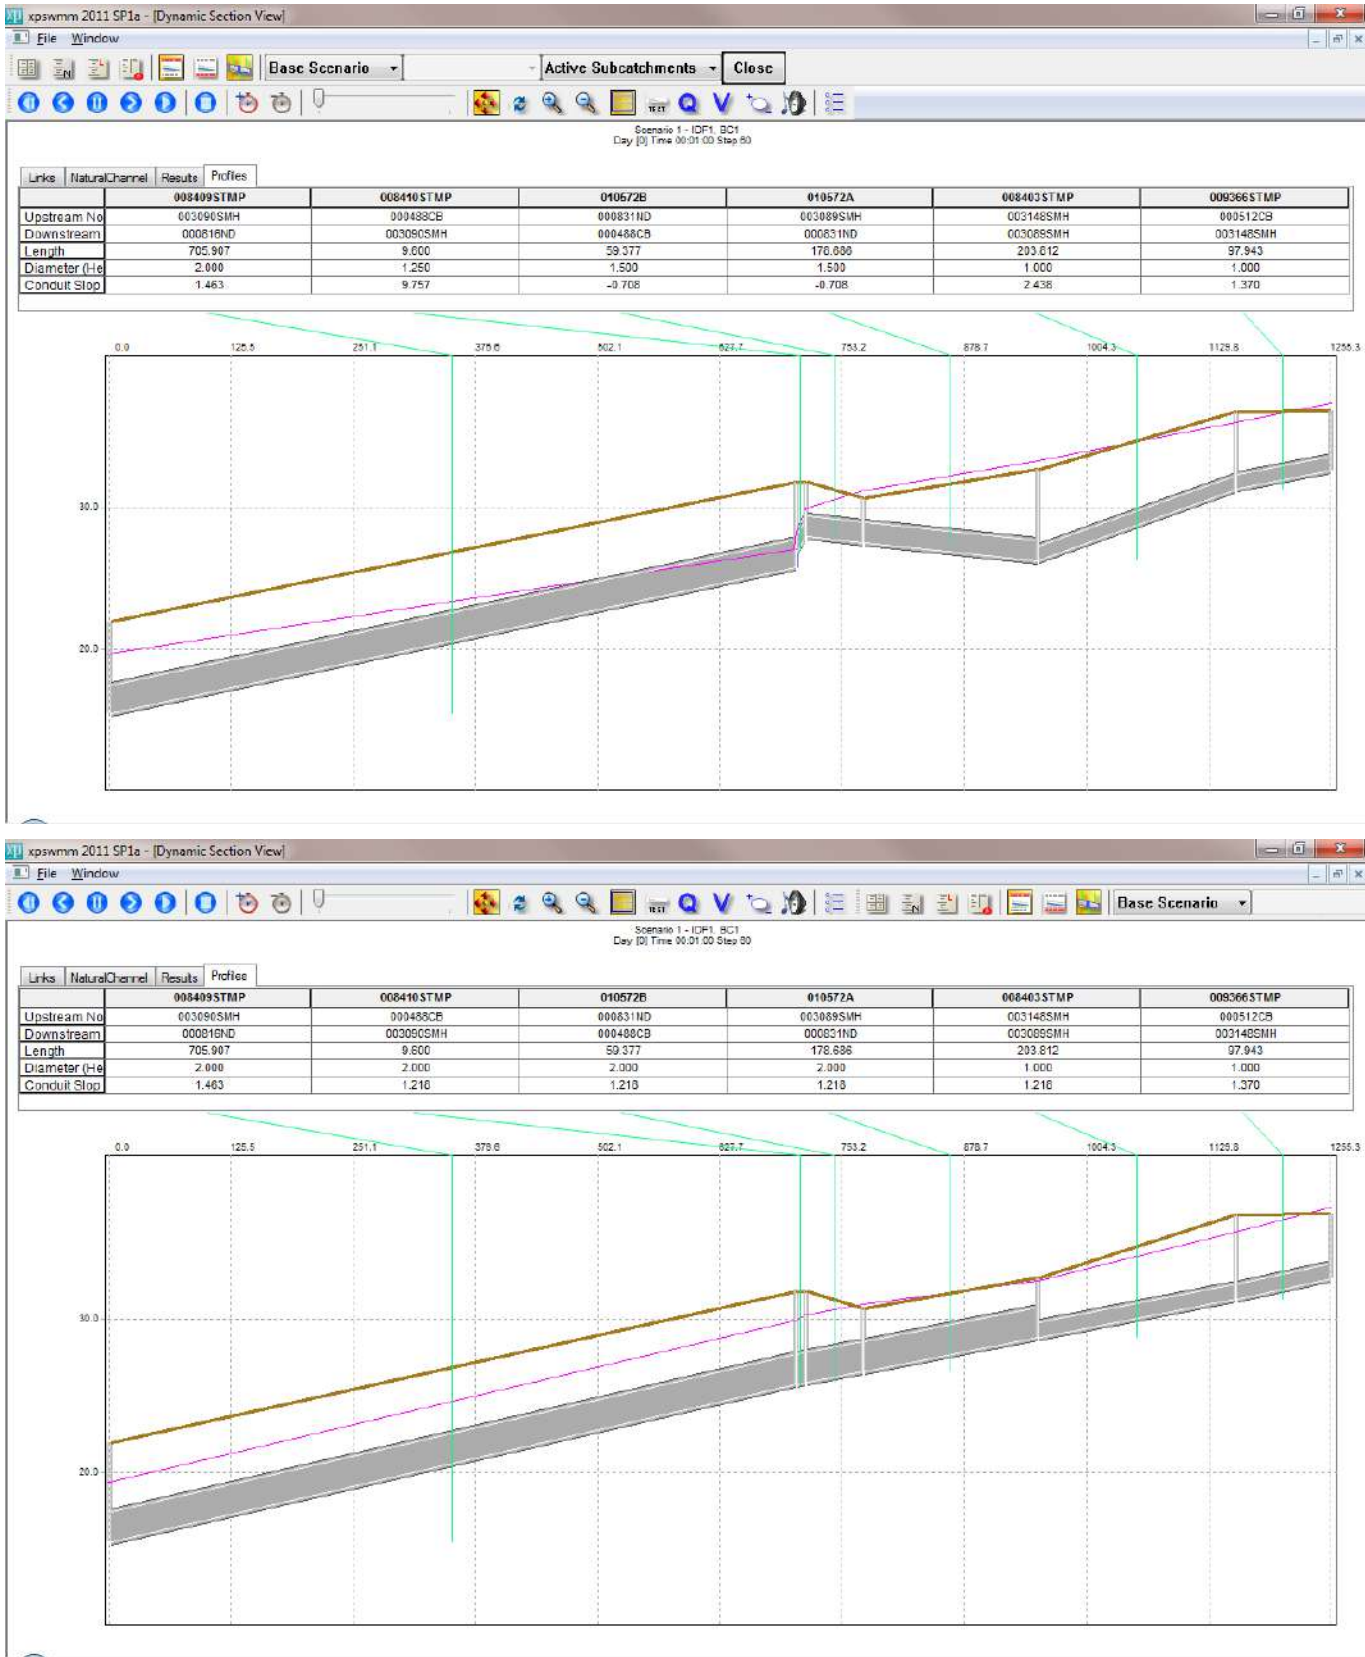 xpswmm 2011 SP1a - [Dynamic Section View]
File Window
Base Scenario Active Subcatchments Close
TEXT Q V
Scenario 1 - IDF1, BC1
Day [0] Time 00:01:00 Step 60
Links NaturalChannel Results Profiles
008409STMP 008410STMP 010572B 010572A 008403STMP 009366STMP
Upstream No 003090SMH 000488CB 000831ND 003089SMH 003148SMH 000512CB
Downstream 000816ND 003090SMH 000488CB 000831ND 003089SMH 003148SMH
Length 705.907 9.600 59.377 178.686 203.812 97.943
Diameter (He 2.000 1.250 1.500 1.500 1.000 1.000
Conduit Slop 1.463 9.757 -0.708 -0.708 2.438 1.370
0.0 125.5 251.1 376.6 502.1 627.7 753.2 878.7 1004.3 1129.8 1255.3
30.0
20.0
xpswmm 2011 SP1a - [Dynamic Section View]
File Window
TEXT Q V Base Scenario
Scenario 1 - IDF1, BC1
Day [0] Time 00:01:00 Step 60
Links NaturalChannel Results Profiles
008409STMP 008410STMP 010572B 010572A 008403STMP 009366STMP
Upstream No 003090SMH 000488CB 000831ND 003089SMH 003148SMH 000512CB
Downstream 000816ND 003090SMH 000488CB 000831ND 003089SMH 003148SMH
Length 705.907 9.600 59.377 178.686 203.812 97.943
Diameter (He 2.000 2.000 2.000 2.000 1.000 1.000
Conduit Slop 1.463 1.218 1.218 1.218 1.218 1.370
0.0 125.5 251.1 376.6 502.1 627.7 753.2 878.7 1004.3 1129.8 1255.3
30.0
20.0